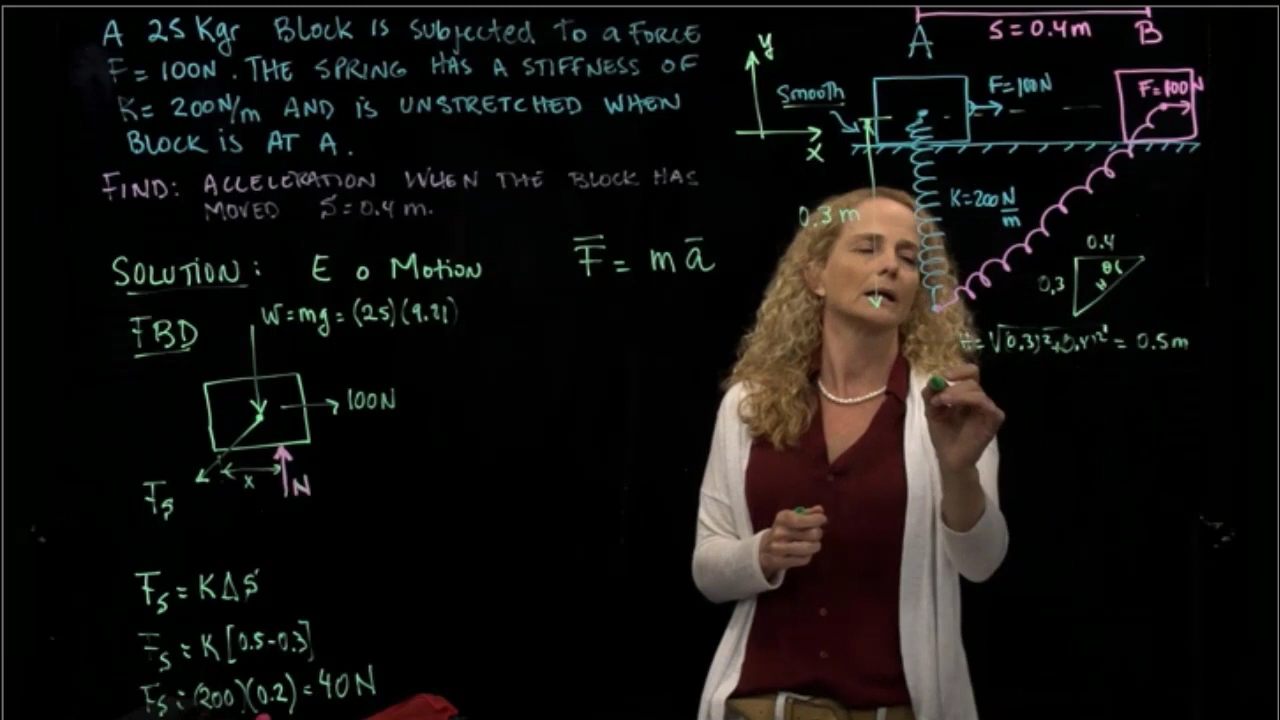 A 25 Kgr BLOCK IS SUBJECTED TO A FORCE
F = 100N. THE SPRING HAS A STIFFNESS OF
K= 200N/m AND IS UNSTRETCHED WHEN
BLOCK IS AT A.
FIND: ACCELERATION WHEN THE BLOCK HAS
MOVED S=0.4 m.
SOLUTION: E o Motion
F̅ = m a̅
FBD
W=mg=(25)(9.81)
100N
x
N
Fs
Fs = K Δ S
Fs = K [0.5-0.3]
Fs = (200)(0.2) = 40N
S = 0.4m
A
B
y
x
Smooth
F=100N
F=100N
0.3 m
K=200 N/m
0.4
0.3
θ
H
H = √(0.3)²+(0.4)² = 0.5m